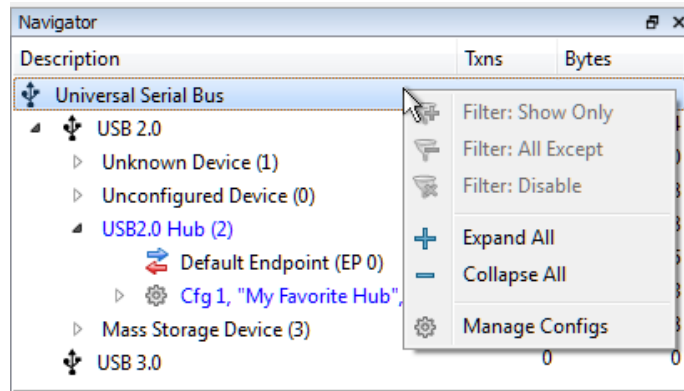 Navigator
Description Txns Bytes
Universal Serial Bus
USB 2.0
Unknown Device (1)
Unconfigured Device (0)
USB2.0 Hub (2)
Default Endpoint (EP 0)
Cfg 1, "My Favorite Hub",
Mass Storage Device (3)
USB 3.0 0 0
Filter: Show Only
Filter: All Except
Filter: Disable
Expand All
Collapse All
Manage Configs